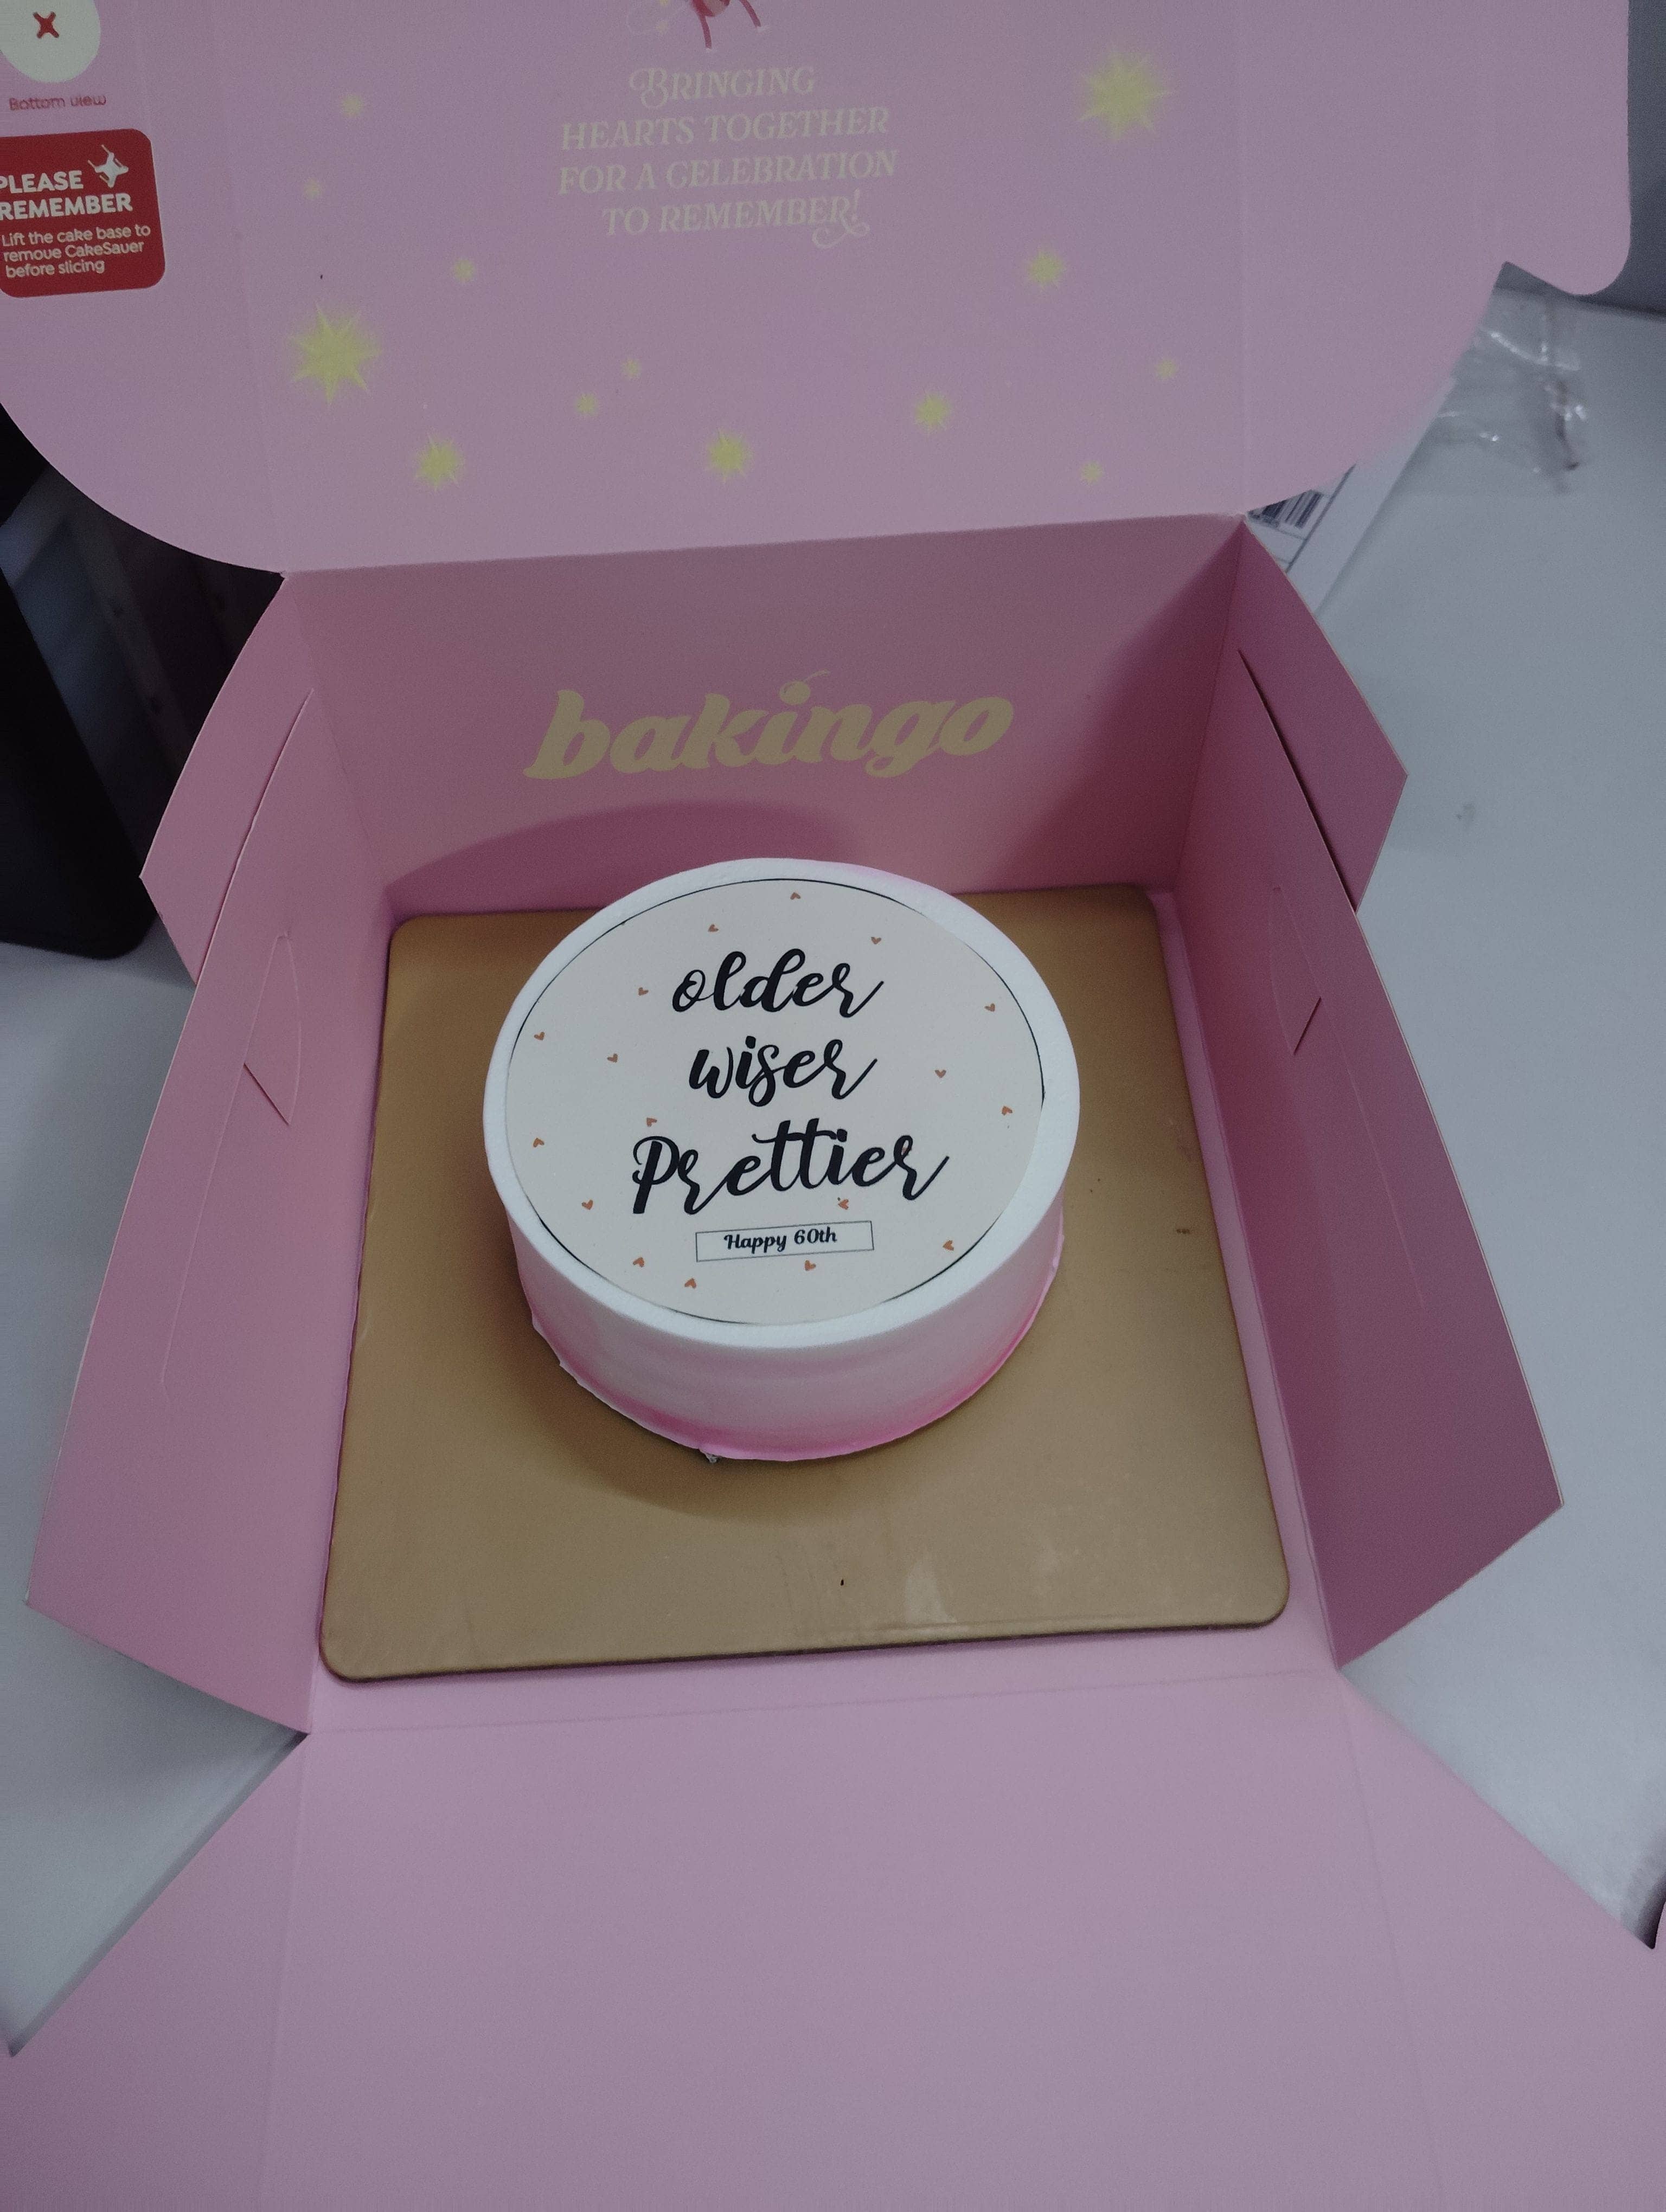 Bottom view
PLEASE
REMEMBER
Lift the cake base to
remove CakeSaver
before slicing
BRINGING
HEARTS TOGETHER
FOR A CELEBRATION
TO REMEMBER!
bakingo
older
wiser
Prettier
Happy 60th